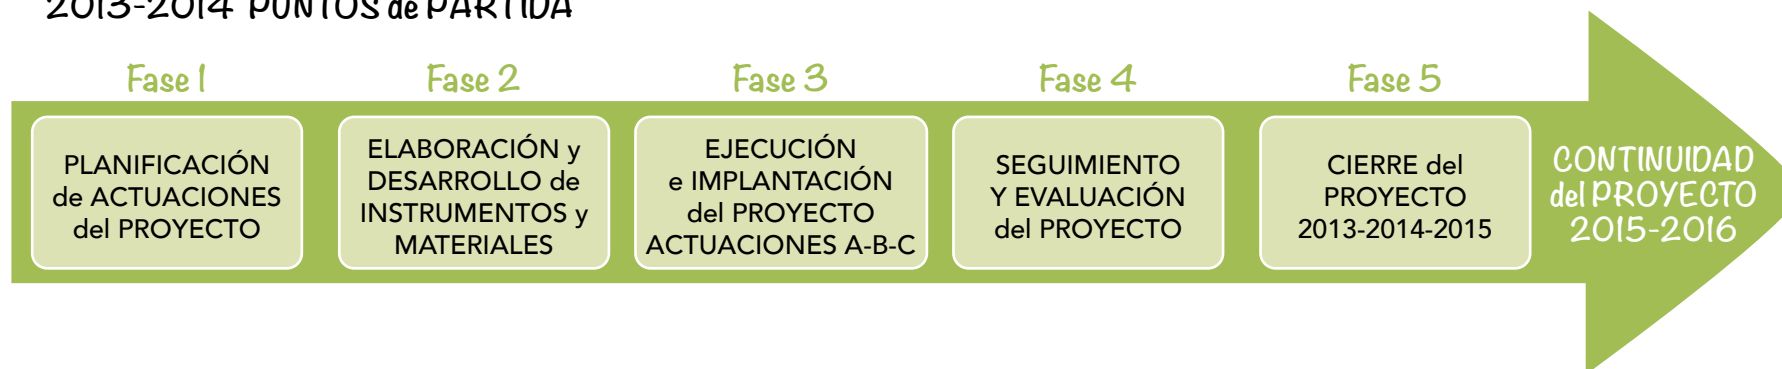 2013-2014 PUNTOS de PARTIDA
Fase 1
Fase 2
Fase 3
Fase 4
Fase 5
PLANIFICACIÓN
de ACTUACIONES
del PROYECTO
ELABORACIÓN y
DESARROLLO de
INSTRUMENTOS y
MATERIALES
EJECUCIÓN
e IMPLANTACIÓN
del PROYECTO
ACTUACIONES A-B-C
SEGUIMIENTO
Y EVALUACIÓN
del PROYECTO
CIERRE del
PROYECTO
2013-2014-2015
CONTINUIDAD
del PROYECTO
2015-2016